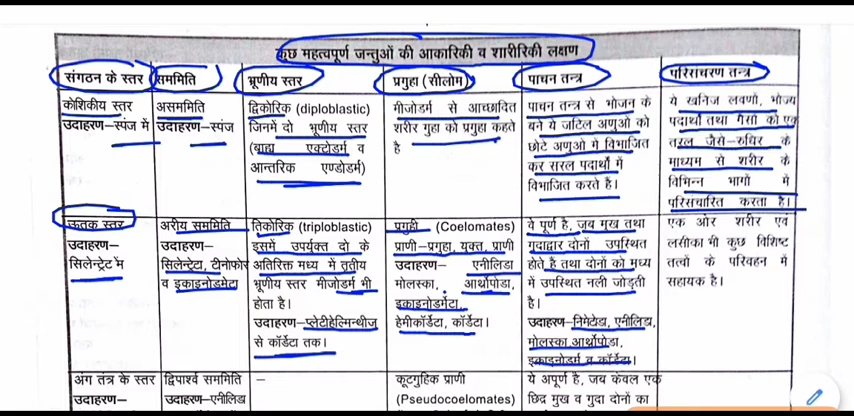 कुछ महत्वपूर्ण जन्तुओं की आकारिकी व शारीरिकी लक्षण
संगठन के स्तर
सममिति
भ्रूणीय स्तर
प्रगुहा (सीलोम)
पाचन तन्त्र
परिसंचरण तन्त्र
कोशिकीय स्तर
उदाहरण–स्पंज में
असममिति
उदाहरण–स्पंज
द्विकोरिक (diploblastic)
जिनमें दो भ्रूणीय स्तर
(बाह्य एक्टोडर्म व
आन्तरिक एण्डोडर्म)
मीजोडर्म से आच्छादित
शरीर गुहा को प्रगुहा कहते
है
पाचन तन्त्र से भोजन के
बने ये जटिल अणुओ को
छोटे अणुओ मे विभाजित
कर सरल पदार्थों में
विभाजित करते है।
ये खनिज लवणौ, भोज्य
पदार्थों तथा गैसो को एक
तरल जैसे–रुधिर के
माध्यम से शरीर के
विभिन्न भागों में
परिसंचारित करता है।
एक ओर शरीर एव
लसीका भी कुछ विशिष्ट
तत्वों के परिवहन में
सहायक है।
ऊतक स्तर
उदाहरण–
सिलेन्ट्रेट मे
अरीय सममिति
उदाहरण–
सिलेन्ट्रेटा, टीनोफोर
व इकाइनोडमेटा
त्रिकोरिक (triploblastic)
इसमें उपर्युक्त दो के
अतिरिक्त मध्य में तृतीय
भ्रूणीय स्तर मीजोडर्म भी
होता है।
उदाहरण–प्लेटीहेल्मिन्थीज
से कॉर्डेटा तक।
प्रगुही (Coelomates)
प्राणी–प्रगुहा, युक्त, प्राणी
उदाहरण– एनीलिडा
मोलस्का, आर्थोपोडा,
इकाइनोडर्मेटा,
हेमीकॉर्डेटा, कॉर्डेटा।
ये पूर्ण है, जब मुख तथा
गुदाद्वार दोनों उपस्थित
होते है तथा दोनों को मध्य
में उपस्थित नली जोड़ती
है।
उदाहरण–निमेटोडा, एनीलिडा,
मोलस्का आर्थोपोडा,
इकाइनोडर्म व कॉर्डेटा।
अंग तंत्र के स्तर
उदाहरण–
द्विपार्श्व सममिति
उदाहरण–एनीलिडा
–
कूटगुहिक प्राणी
(Pseudocoelomates)
ये अपूर्ण है, जब केवल एक
छिद्र मुख व गुदा दोनों का